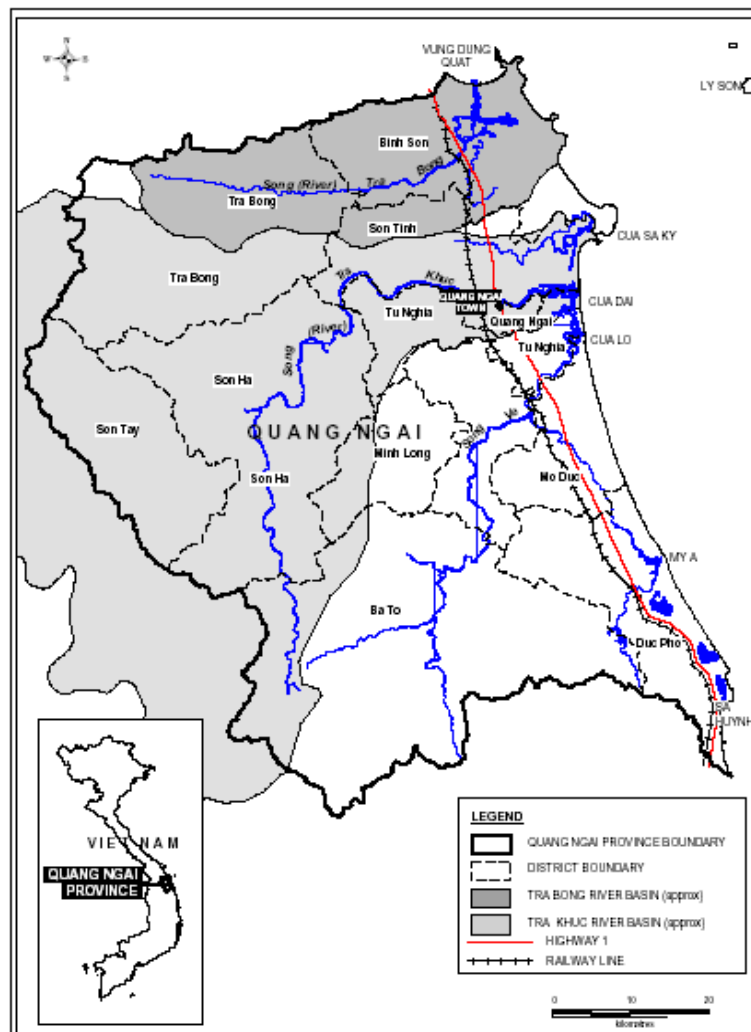 N
W
S
VUNG DUNG
QUAT
LY SON
Binh Son
Song (River)
Tra
Bong
Tra Bong
Son Tinh
CUA SA KY
Tra Bong
Song
(River)
Tra
Khuc
QUANG NGAI
TOWN
CUA DAI
Tu Nghia
Quang Ngai
Tu Nghia
CUA LO
Son Ha
Son Tay
QUANG NGAI
Minh Long
Song Ve
Mo Duc
Son Ha
MY A
Ba To
Duc Pho
SA
HUYNH
VIETNAM
QUANG NGAI
PROVINCE
LEGEND
QUANG NGAI PROVINCE BOUNDARY
DISTRICT BOUNDARY
TRA BONG RIVER BASIN (approx)
TRA KHUC RIVER BASIN (approx)
HIGHWAY 1
RAILWAY LINE
0 10 20
kilometres